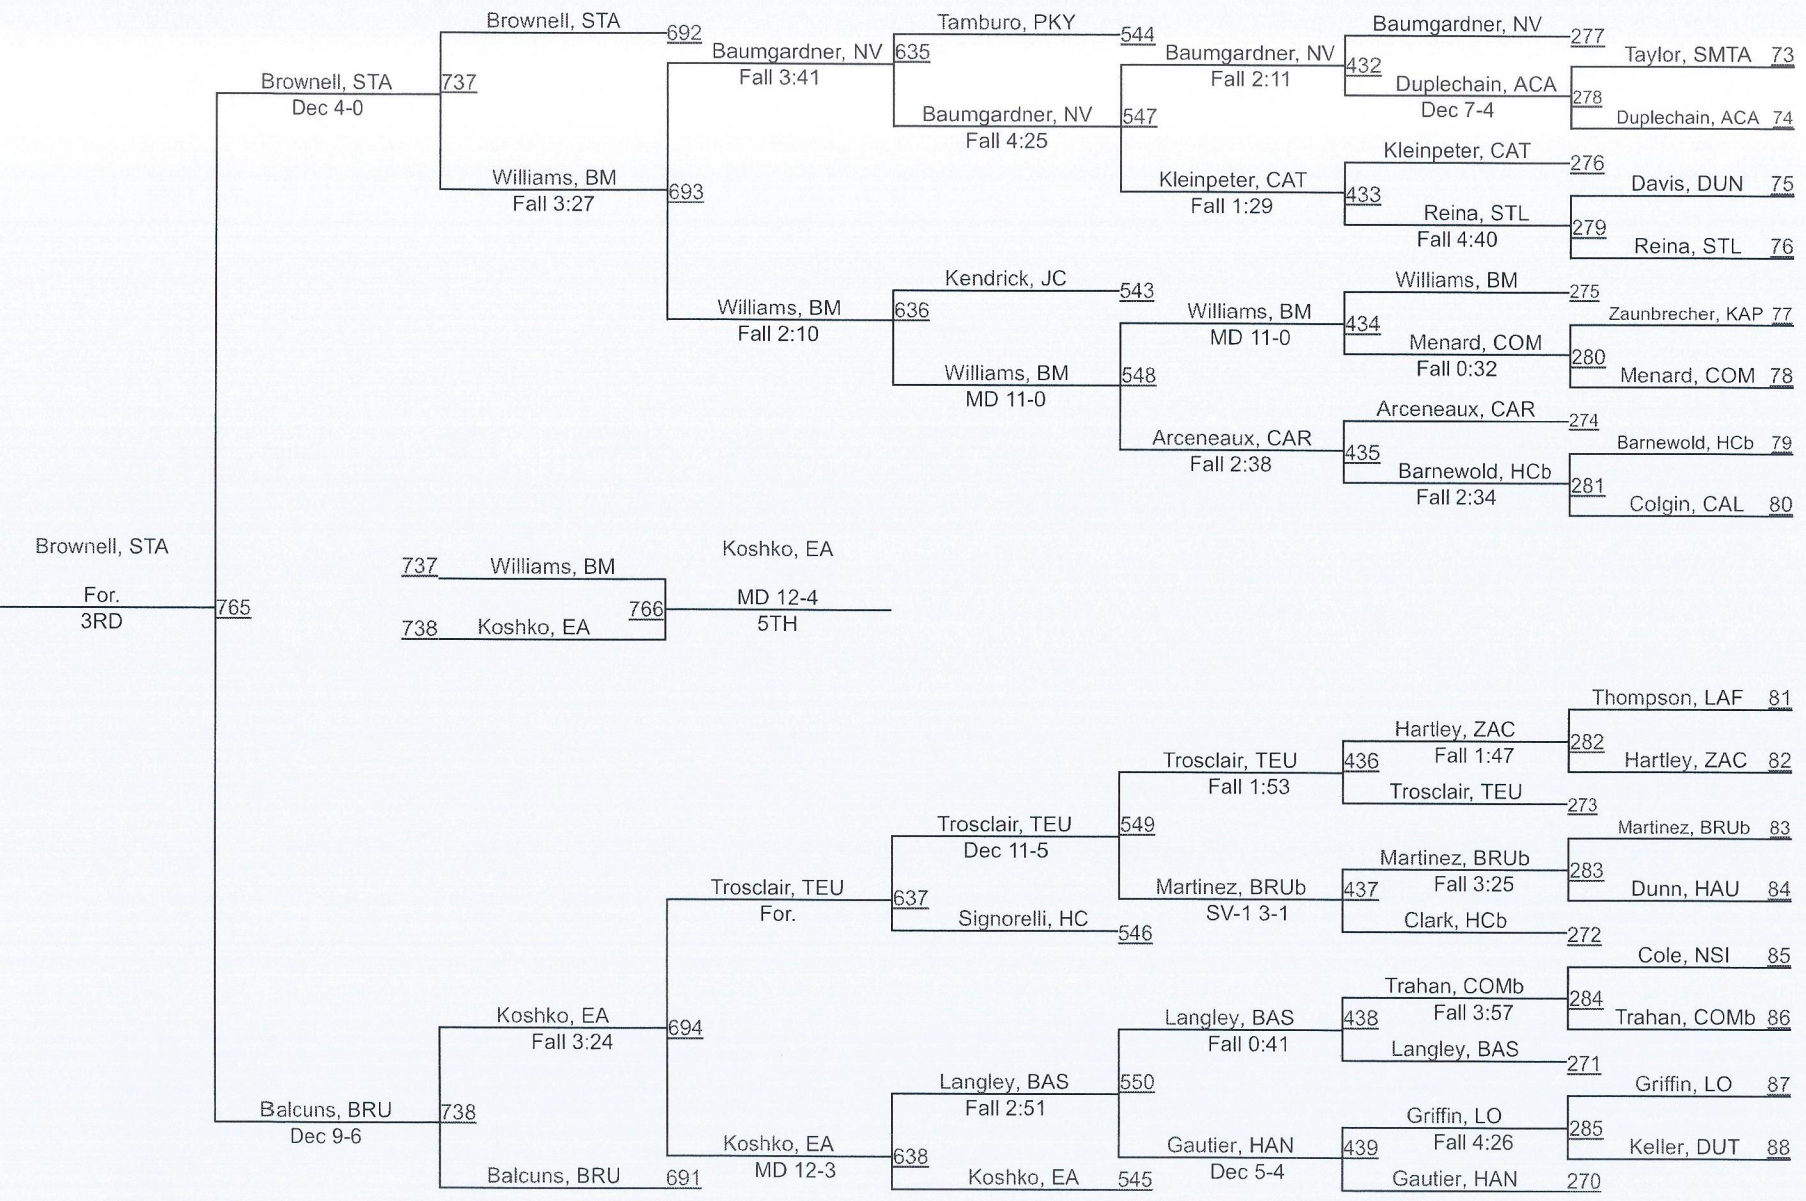 Brownell, STA
692
Tamburo, PKY
544
Baumgardner, NV
277
Taylor, SMTA 73
Baumgardner, NV
635
Fall 3:41
Baumgardner, NV
432
Fall 2:11
Brownell, STA
737
Dec 4-0
Duplechain, ACA
278
Dec 7-4
Duplechain, ACA 74
Baumgardner, NV
547
Fall 4:25
Kleinpeter, CAT
276
Davis, DUN 75
Williams, BM
693
Fall 3:27
Kleinpeter, CAT
433
Fall 1:29
Reina, STL
279
Fall 4:40
Reina, STL 76
Kendrick, JC
543
Williams, BM
275
Zaunbrecher, KAP 77
Williams, BM
636
Fall 2:10
Williams, BM
434
MD 11-0
Menard, COM
280
Fall 0:32
Menard, COM 78
Williams, BM
548
MD 11-0
Arceneaux, CAR
274
Barnewold, HCb 79
Arceneaux, CAR
435
Fall 2:38
Barnewold, HCb
281
Fall 2:34
Colgin, CAL 80
Brownell, STA
For.
765
3RD
737 Williams, BM
Koshko, EA
766
MD 12-4
5TH
738 Koshko, EA
Thompson, LAF 81
Hartley, ZAC
282
Fall 1:47
Hartley, ZAC 82
Trosclair, TEU
436
Fall 1:53
Trosclair, TEU
273
Trosclair, TEU
549
Dec 11-5
Martinez, BRUb 83
Martinez, BRUb
283
Fall 3:25
Dunn, HAU 84
Trosclair, TEU
637
For.
Martinez, BRUb
437
SV-1 3-1
Signorelli, HC
546
Clark, HCb
272
Cole, NSI 85
Trahan, COMb
284
Fall 3:57
Trahan, COMb 86
Koshko, EA
694
Fall 3:24
Langley, BAS
438
Fall 0:41
Langley, BAS
271
Langley, BAS
550
Fall 2:51
Griffin, LO 87
Balcuns, BRU
738
Dec 9-6
Griffin, LO
285
Fall 4:26
Keller, DUT 88
Koshko, EA
638
MD 12-3
Gautier, HAN
439
Dec 5-4
Balcuns, BRU
691
Koshko, EA
545
Gautier, HAN
270